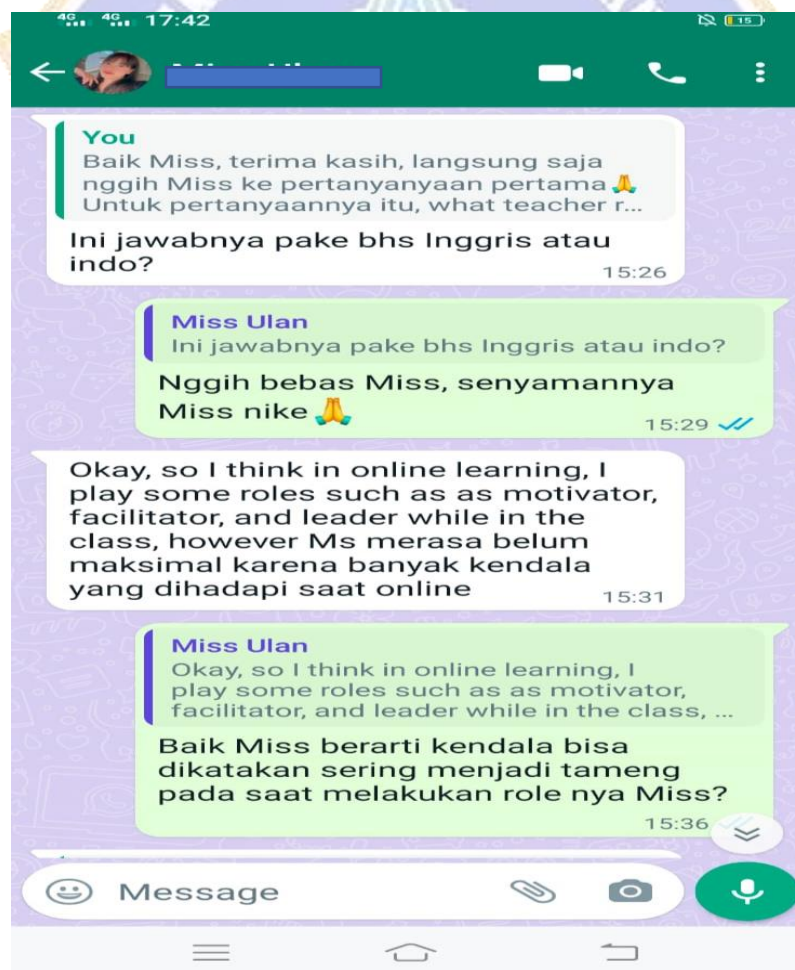 4G 4G 17:42
15
You
Baik Miss, terima kasih, langsung saja
nggih Miss ke pertanyanyaan pertama🙏
Untuk pertanyaannya itu, what teacher r...
Ini jawabnya pake bhs Inggris atau
indo?
15:26
Miss Ulan
Ini jawabnya pake bhs Inggris atau indo?
Nggih bebas Miss, senyamannya
Miss nike 🙏
15:29
Okay, so I think in online learning, I
play some roles such as as motivator,
facilitator, and leader while in the
class, however Ms merasa belum
maksimal karena banyak kendala
yang dihadapi saat online
15:31
Miss Ulan
Okay, so I think in online learning, I
play some roles such as as motivator,
facilitator, and leader while in the class, ...
Baik Miss berarti kendala bisa
dikatakan sering menjadi tameng
pada saat melakukan role nya Miss?
15:36
Message